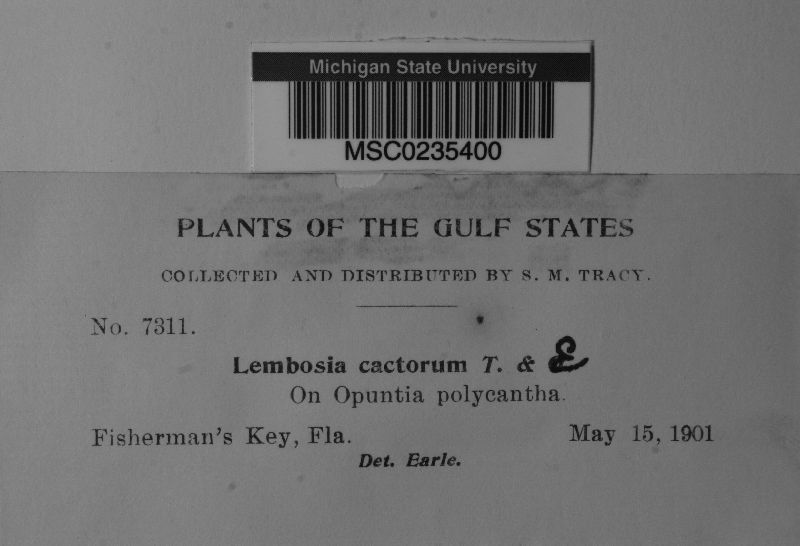 Michigan State University
MSC0235400
PLANTS OF THE GULF STATES
COLLECTED AND DISTRIBUTED BY S. M. TRACY.
No. 7311.
Lembosia cactorum T. & E
On Opuntia polycantha.
Fisherman's Key, Fla. May 15, 1901
Det. Earle.